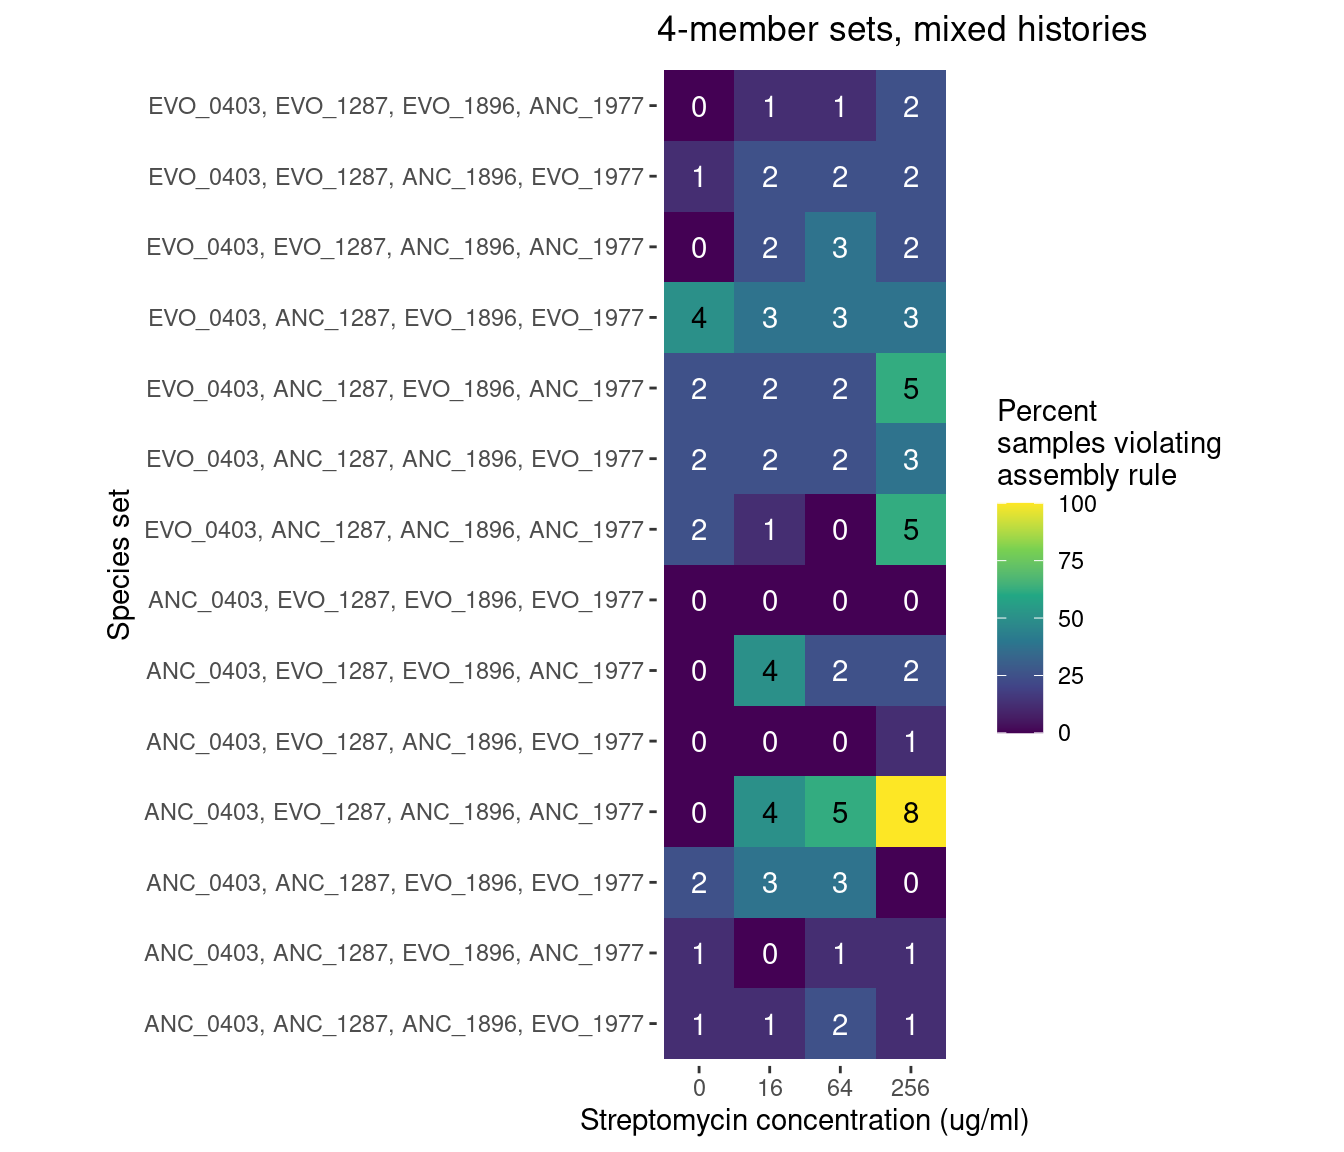 4-member sets, mixed histories
EVO_0403, EVO_1287, EVO_1896, ANC_1977 0 1 1 2
EVO_0403, EVO_1287, ANC_1896, EVO_1977 1 2 2 2
EVO_0403, EVO_1287, ANC_1896, ANC_1977 0 2 3 2
EVO_0403, ANC_1287, EVO_1896, EVO_1977 4 3 3 3
EVO_0403, ANC_1287, EVO_1896, ANC_1977 2 2 2 5
EVO_0403, ANC_1287, ANC_1896, EVO_1977 2 2 2 3
EVO_0403, ANC_1287, ANC_1896, ANC_1977 2 1 0 5
ANC_0403, EVO_1287, EVO_1896, EVO_1977 0 0 0 0
ANC_0403, EVO_1287, EVO_1896, ANC_1977 0 4 2 2
ANC_0403, EVO_1287, ANC_1896, EVO_1977 0 0 0 1
ANC_0403, EVO_1287, ANC_1896, ANC_1977 0 4 5 8
ANC_0403, ANC_1287, EVO_1896, EVO_1977 2 3 3 0
ANC_0403, ANC_1287, EVO_1896, ANC_1977 1 0 1 1
ANC_0403, ANC_1287, ANC_1896, EVO_1977 1 1 2 1
0 16 64 256
Streptomycin concentration (ug/ml)
Species set
Percent
samples violating
assembly rule
100
75
50
25
0